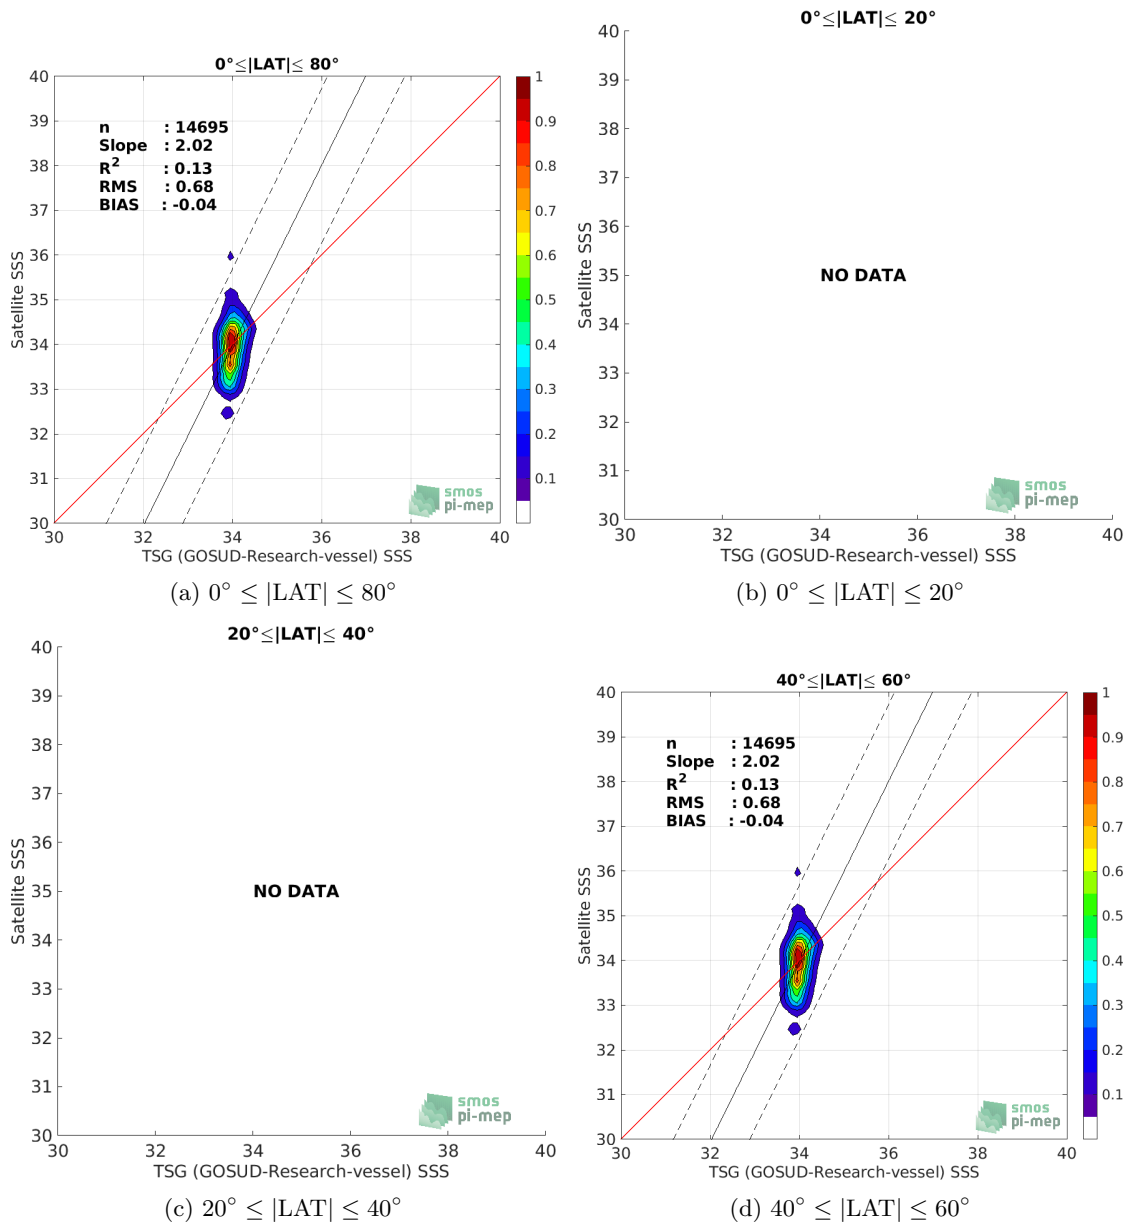 0°≤|LAT|≤ 80°
40
39
38
37
36
35
34
33
32
31
30
Satellite SSS
n : 14695
Slope : 2.02
R2 : 0.13
RMS : 0.68
BIAS : -0.04
1
0.9
0.8
0.7
0.6
0.5
0.4
0.3
0.2
0.1
smos
pi-mep
30 32 34 36 38 40
TSG (GOSUD-Research-vessel) SSS
(a) 0° ≤ |LAT| ≤ 80°
0°≤|LAT|≤ 20°
40
39
38
37
36
35
34
33
32
31
30
Satellite SSS
NO DATA
smos
pi-mep
30 32 34 36 38 40
TSG (GOSUD-Research-vessel) SSS
(b) 0° ≤ |LAT| ≤ 20°
20°≤|LAT|≤ 40°
40
39
38
37
36
35
34
33
32
31
30
Satellite SSS
NO DATA
smos
pi-mep
30 32 34 36 38 40
TSG (GOSUD-Research-vessel) SSS
(c) 20° ≤ |LAT| ≤ 40°
40°≤|LAT|≤ 60°
40
39
38
37
36
35
34
33
32
31
30
Satellite SSS
n : 14695
Slope : 2.02
R2 : 0.13
RMS : 0.68
BIAS : -0.04
1
0.9
0.8
0.7
0.6
0.5
0.4
0.3
0.2
0.1
smos
pi-mep
30 32 34 36 38 40
TSG (GOSUD-Research-vessel) SSS
(d) 40° ≤ |LAT| ≤ 60°